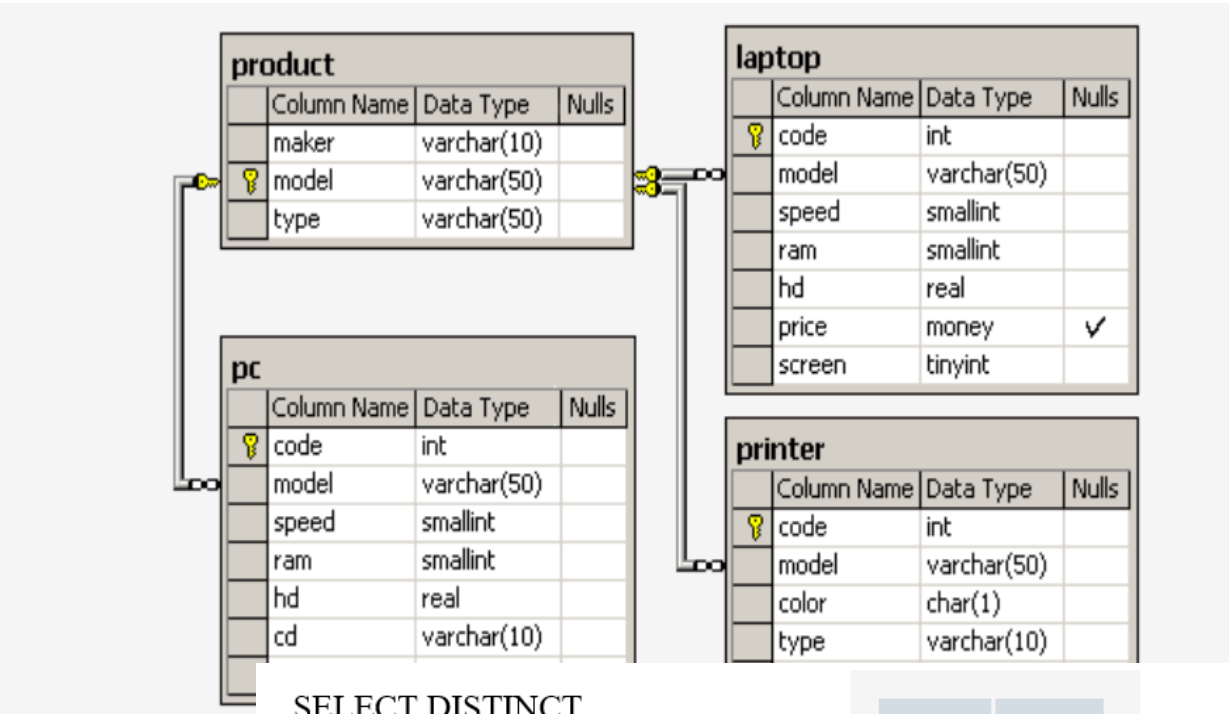 product
Column Name Data Type Nulls
maker varchar(10)
model varchar(50)
type varchar(50)
laptop
Column Name Data Type Nulls
code int
model varchar(50)
speed smallint
ram smallint
hd real
price money
screen tinyint
pc
Column Name Data Type Nulls
code int
model varchar(50)
speed smallint
ram smallint
hd real
cd varchar(10)
printer
Column Name Data Type Nulls
code int
model varchar(50)
color char(1)
type varchar(10)
SELECT DISTINCT